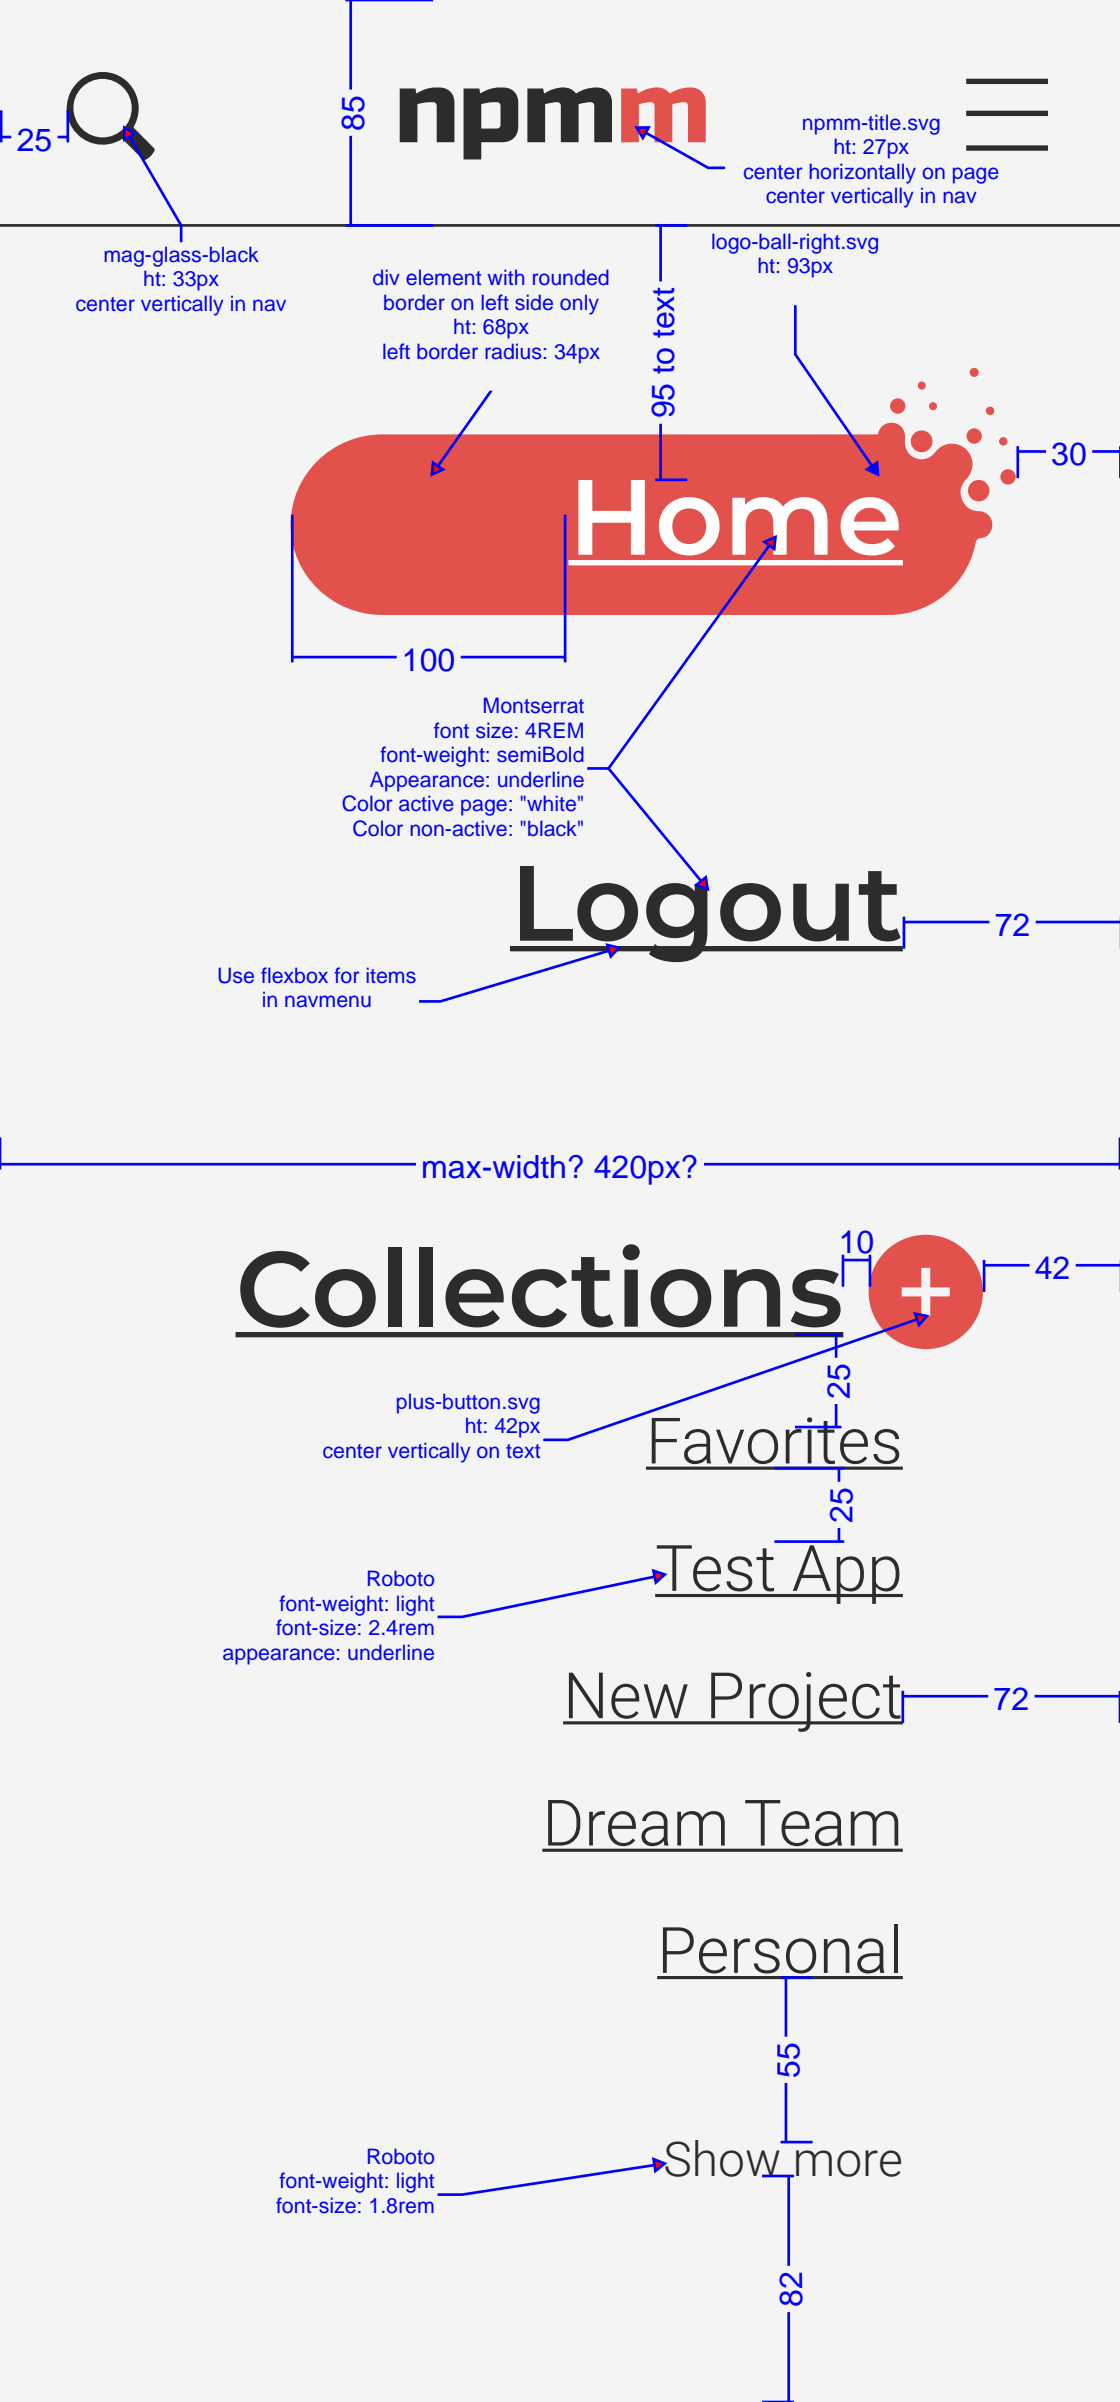 85
npmm
25
npmm-title.svg
ht: 27px
center horizontally on page
center vertically in nav
mag-glass-black
ht: 33px
center vertically in nav
div element with rounded
border on left side only
ht: 68px
left border radius: 34px
95 to text
logo-ball-right.svg
ht: 93px
30
Home
100
Montserrat
font size: 4REM
font-weight: semiBold
Appearance: underline
Color active page: "white"
Color non-active: "black"
Logout
72
Use flexbox for items
in navmenu
max-width? 420px?
Collections
10
+
42
25
plus-button.svg
ht: 42px
center vertically on text
Favorites
25
Test App
Roboto
font-weight: light
font-size: 2.4rem
appearance: underline
New Project
72
Dream Team
Personal
55
Show more
Roboto
font-weight: light
font-size: 1.8rem
82